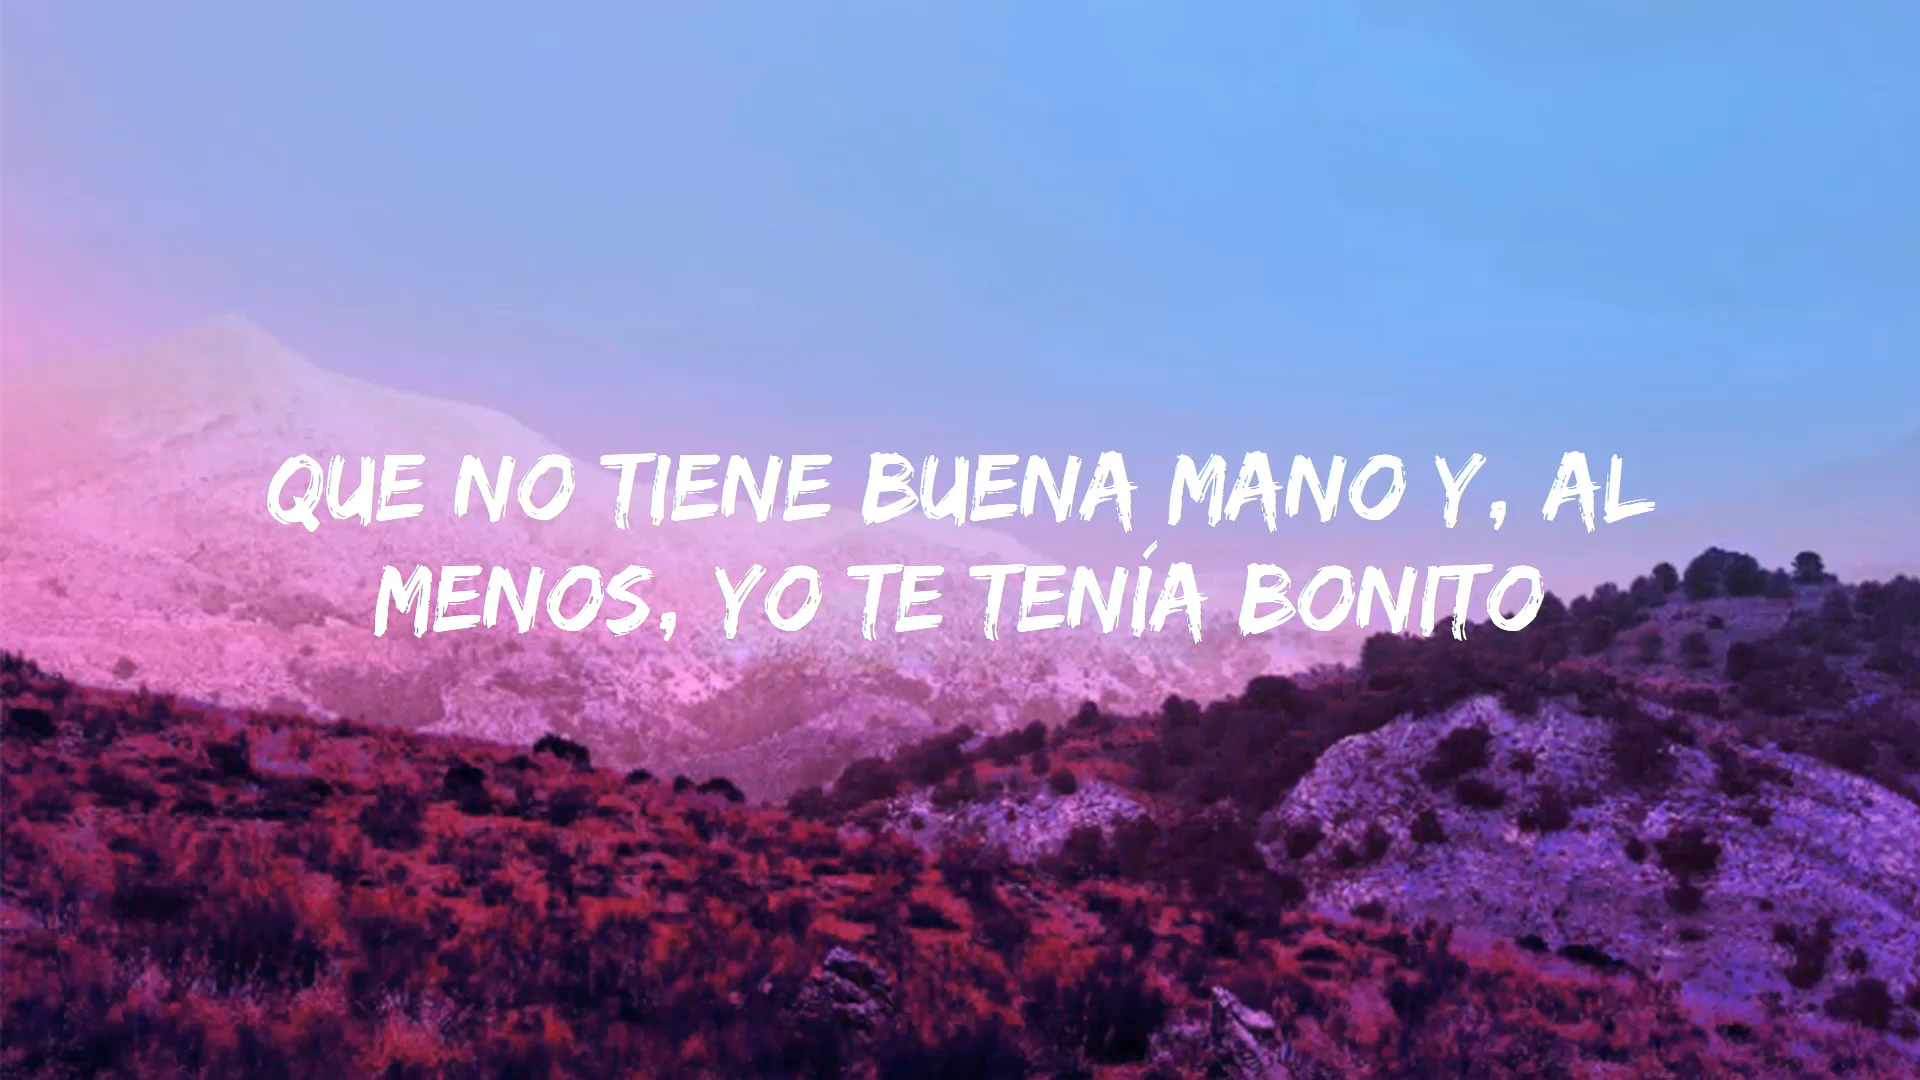 QUE NO TIENE BUENA MANO Y, AL
MENOS, YO TE TENÍA BONITO